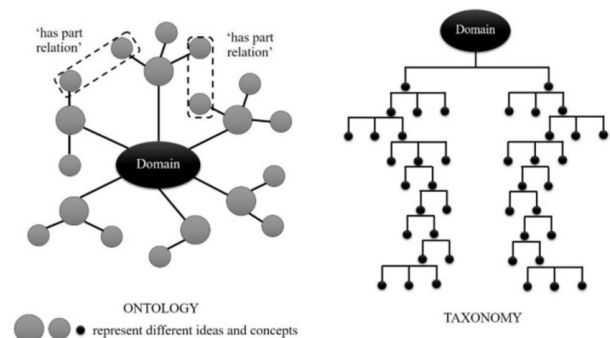 'has part
relation'
'has part
relation'
Domain
Domain
ONTOLOGY
TAXONOMY
represent different ideas and concepts